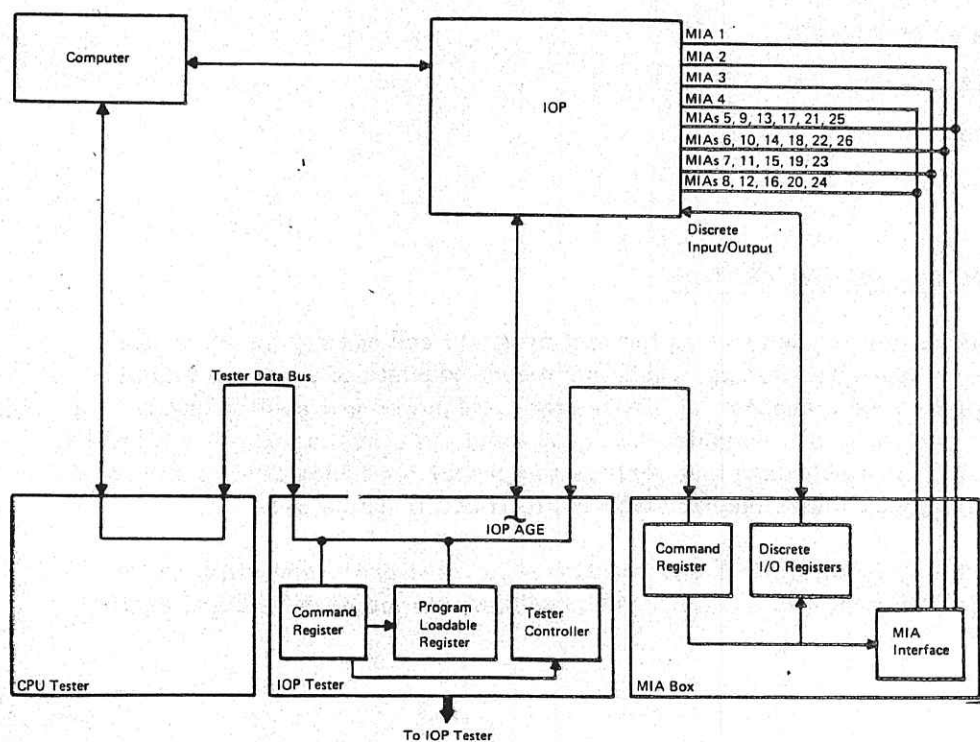 Computer
IOP
MIA 1
MIA 2
MIA 3
MIA 4
MIAs 5, 9, 13, 17, 21, 25
MIAs 6, 10, 14, 18, 22, 26
MIAs 7, 11, 15, 19, 23
MIAs 8, 12, 16, 20, 24
Discrete
Input/Output
Tester Data Bus
IOP AGE
Command
Register
Program
Loadable
Register
Tester
Controller
Command
Register
Discrete
I/O Registers
MIA
Interface
CPU Tester
IOP Tester
MIA Box
To IOP Tester